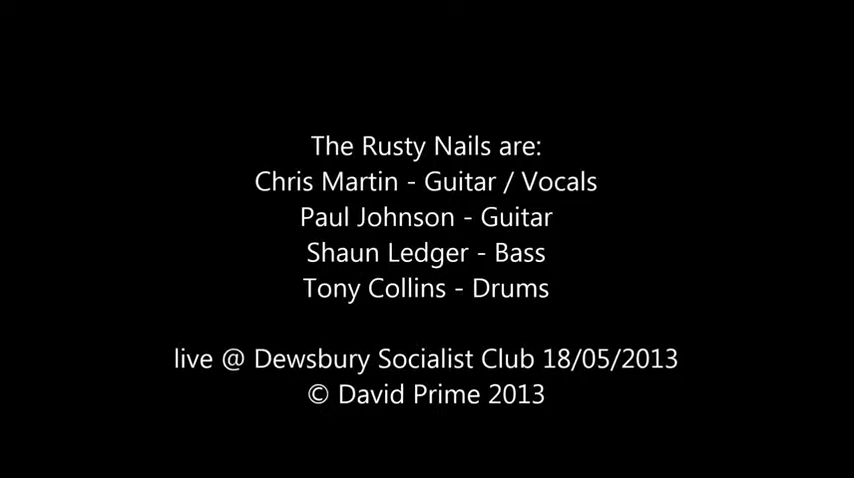 The Rusty Nails are:
Chris Martin - Guitar / Vocals
Paul Johnson - Guitar
Shaun Ledger - Bass
Tony Collins - Drums
live @ Dewsbury Socialist Club 18/05/2013
© David Prime 2013